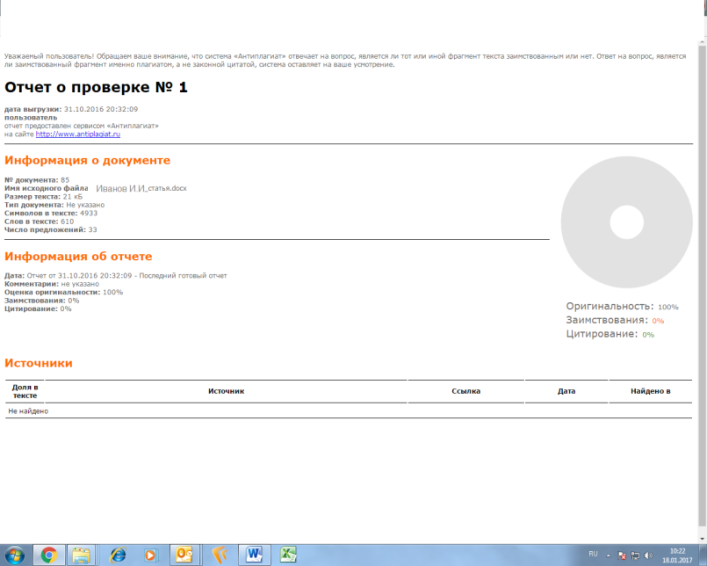 Уважаемый пользователь! Обращаем ваше внимание, что система «Антиплагиат» отвечает на вопрос, является ли тот или иной фрагмент текста заимствованным или нет. Ответ на вопрос, является
ли заимствованный фрагмент именно плагиатом, а не законной цитатой, система оставляет на ваше усмотрение.
Отчет о проверке № 1
дата выгрузки: 31.10.2016 20:32:09
пользователь
отчет предоставлен сервисом «Антиплагиат»
на сайте http://www.antiplagiat.ru
Информация о документе
№ документа: 85
Имя исходного файла Иванов И.И_статья.docx
Размер текста: 21 кБ
Тип документа: Не указано
Символов в тексте: 4933
Слов в тексте: 610
Число предложений: 33
Информация об отчете
Дата: Отчет от 31.10.2016 20:32:09 - Последний готовый отчет
Комментарии: не указано
Оценка оригинальности: 100%
Заимствования: 0%
Цитирование: 0%
Оригинальность: 100%
Заимствования: 0%
Цитирование: 0%
Источники
Доля в тексте Источник Ссылка Дата Найдено в
Не найдено
RU 10:22
18.01.2017